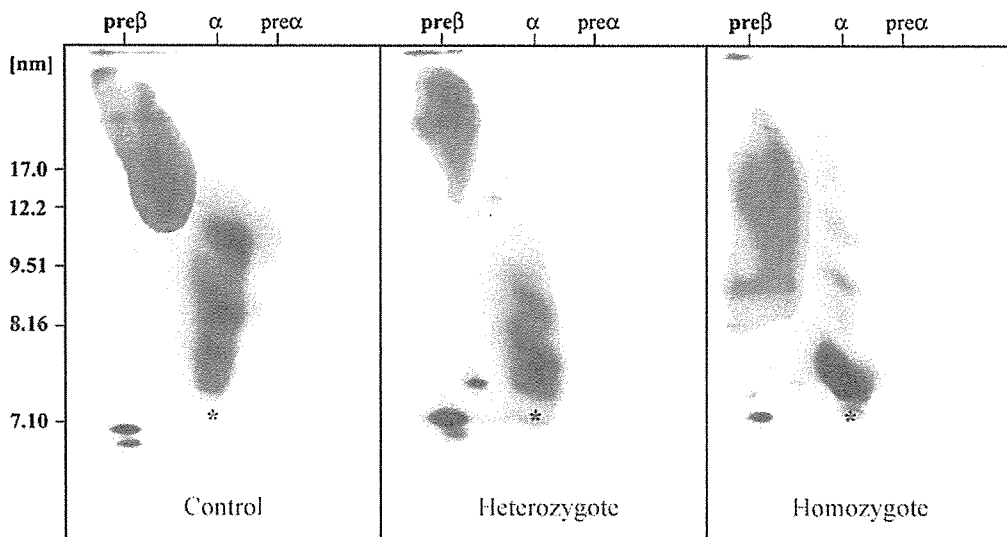 preβ α preα preβ α preα preβ α preα
[nm]
17.0
12.2
9.51
8.16
7.10
* * *
Control Heterozygote Homozygote